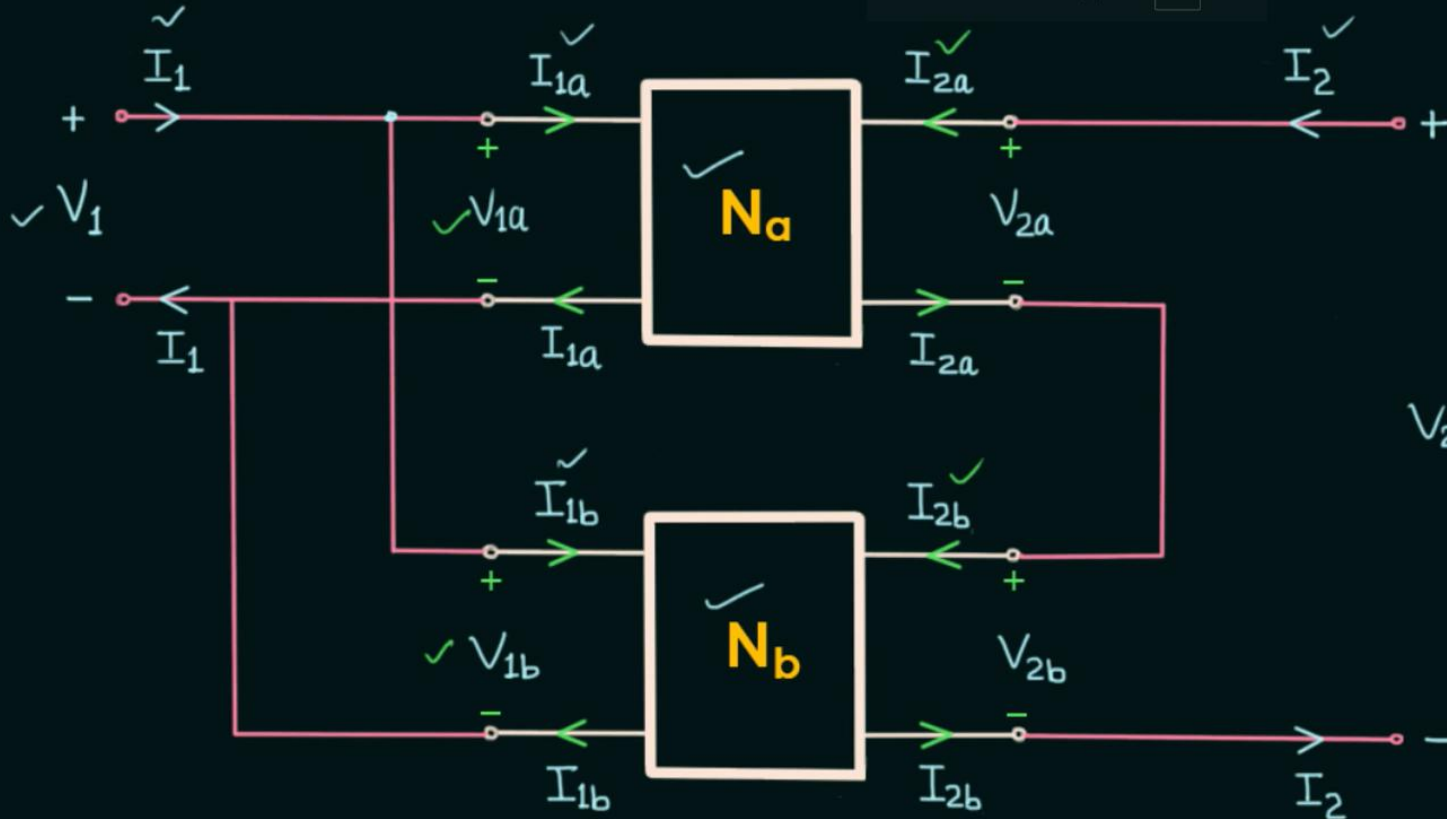 I1 I1a I2a I2
+ + + +
V1 V1a Na V2a
- - -
I1 I1a I2a
V2
I1b I2b
+ +
V1b Nb V2b
- - -
I1b I2b I2